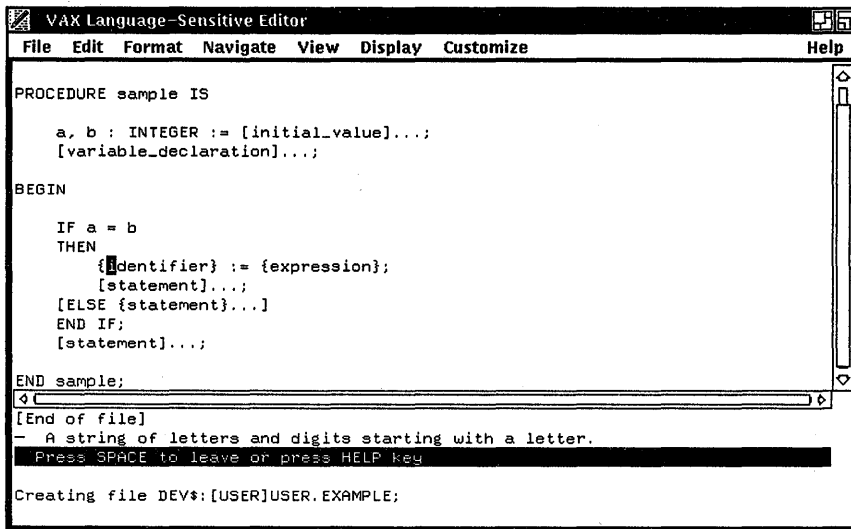 VAX Language-Sensitive Editor
File Edit Format Navigate View Display Customize Help
PROCEDURE sample IS
a, b : INTEGER := [initial_value]...;
[variable_declaration]...;
BEGIN
IF a = b
THEN
{identifier} := {expression};
[statement]...;
[ELSE {statement}...]
END IF;
[statement]...;
END sample;
[End of file]
— A string of letters and digits starting with a letter.
Press SPACE to leave or press HELP key
Creating file DEV$:[USER]USER.EXAMPLE;